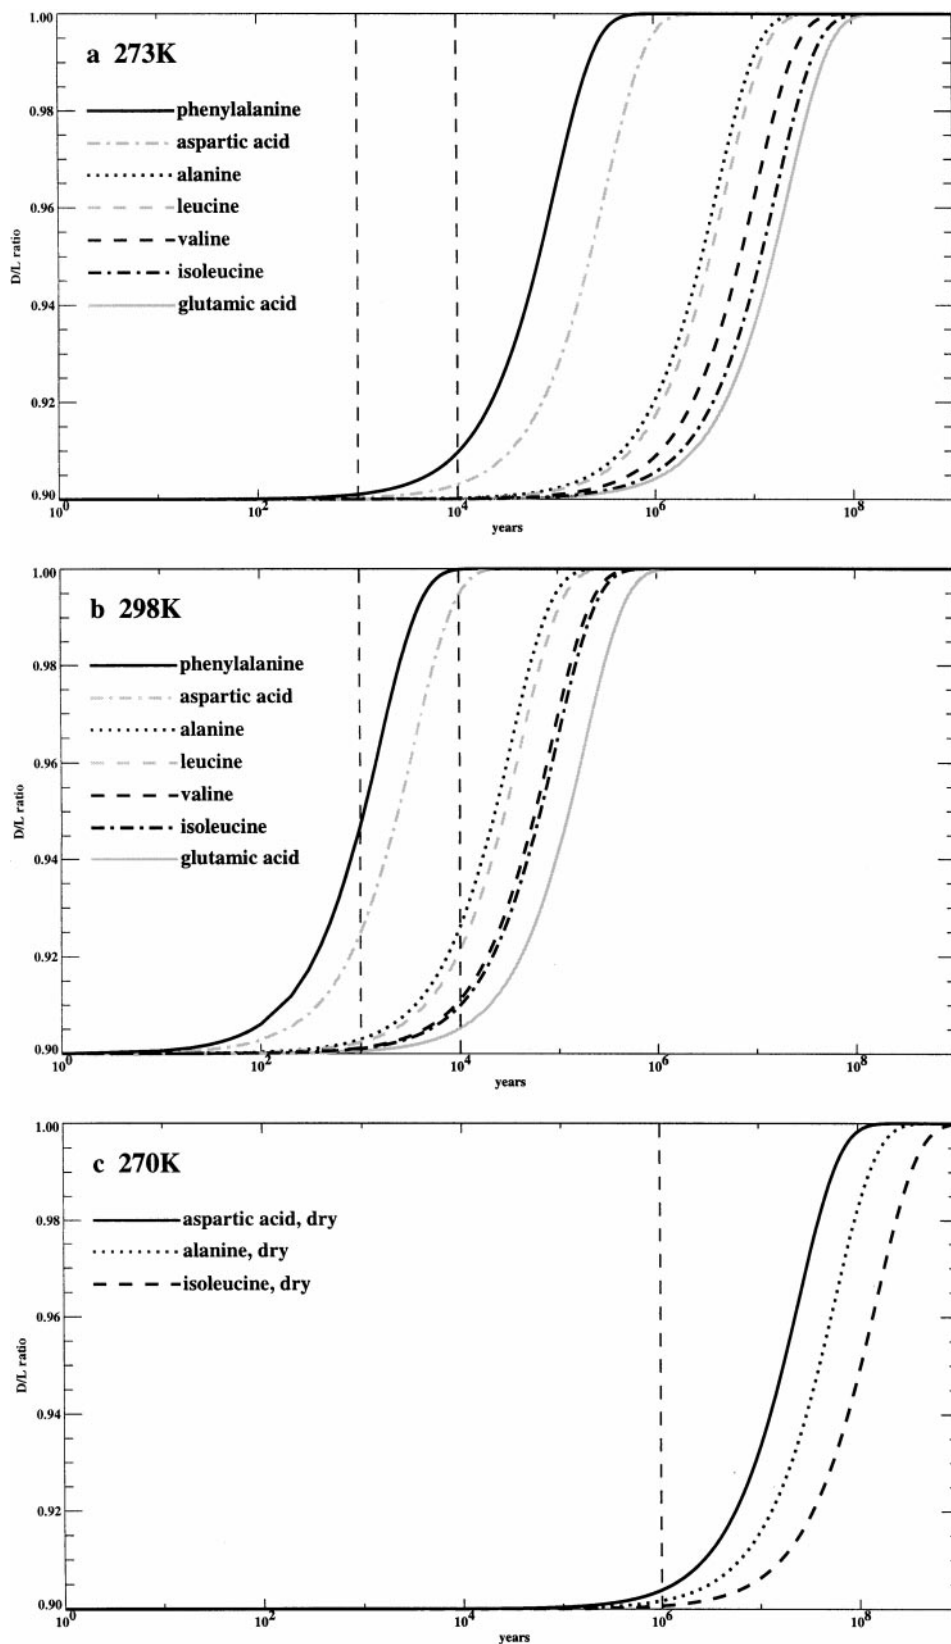 a 273K
phenylalanine
aspartic acid
alanine
leucine
valine
isoleucine
glutamic acid
D/L ratio
1.00
0.98
0.96
0.94
0.92
0.90
10^0 10^2 10^4 10^6 10^8
years
b 298K
phenylalanine
aspartic acid
alanine
leucine
valine
isoleucine
glutamic acid
D/L ratio
1.00
0.98
0.96
0.94
0.92
0.90
10^0 10^2 10^4 10^6 10^8
years
c 270K
aspartic acid, dry
alanine, dry
isoleucine, dry
D/L ratio
1.00
0.98
0.96
0.94
0.92
0.90
10^0 10^2 10^4 10^6 10^8
years